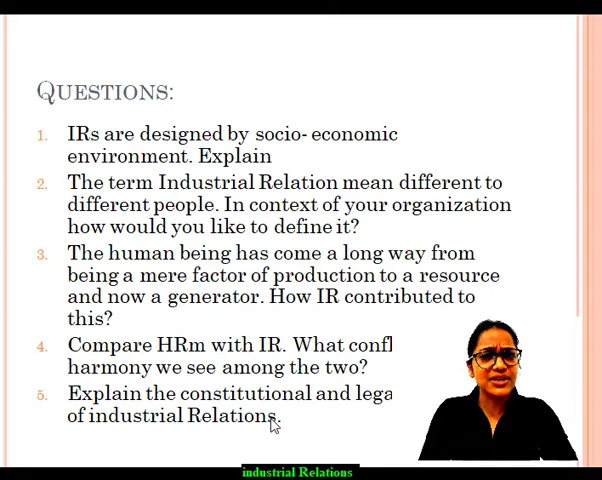 QUESTIONS:
1. IRs are designed by socio- economic
environment. Explain
2. The term Industrial Relation mean different to
different people. In context of your organization
how would you like to define it?
3. The human being has come a long way from
being a mere factor of production to a resource
and now a generator. How IR contributed to
this?
4. Compare HRm with IR. What
harmony we see among the two?
5. Explain the constitutional and
of industrial Relations.
industrial Relations